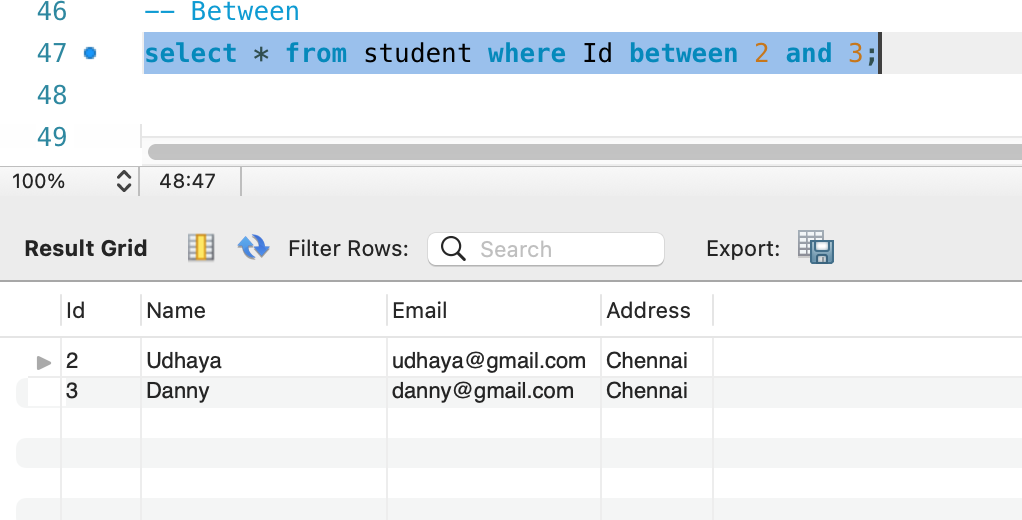 46 -- Between
47 select * from student where Id between 2 and 3;
48
49
100% 48:47
Result Grid Filter Rows: Search Export:
Id Name Email Address
2 Udhaya udhaya@gmail.com Chennai
3 Danny danny@gmail.com Chennai